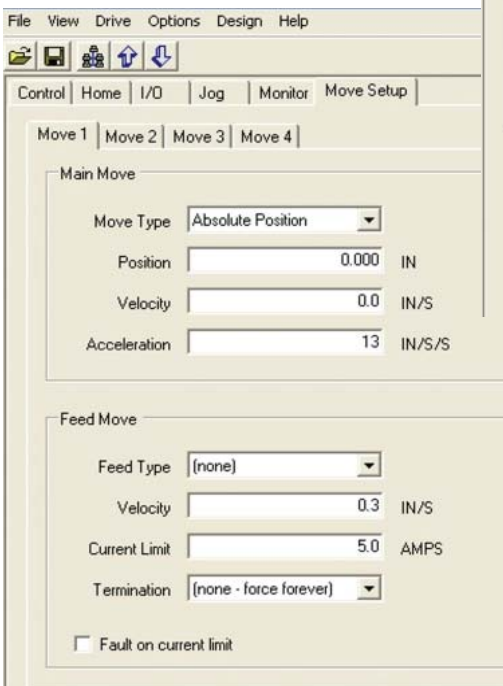 File View Drive Options Design Help
Control Home I/O Jog Monitor Move Setup
Move 1 Move 2 Move 3 Move 4
Main Move
Move Type Absolute Position
Position 0.000 IN
Velocity 0.0 IN/S
Acceleration 13 IN/S/S
Feed Move
Feed Type (none)
Velocity 0.3 IN/S
Current Limit 5.0 AMPS
Termination (none - force forever)
Fault on current limit